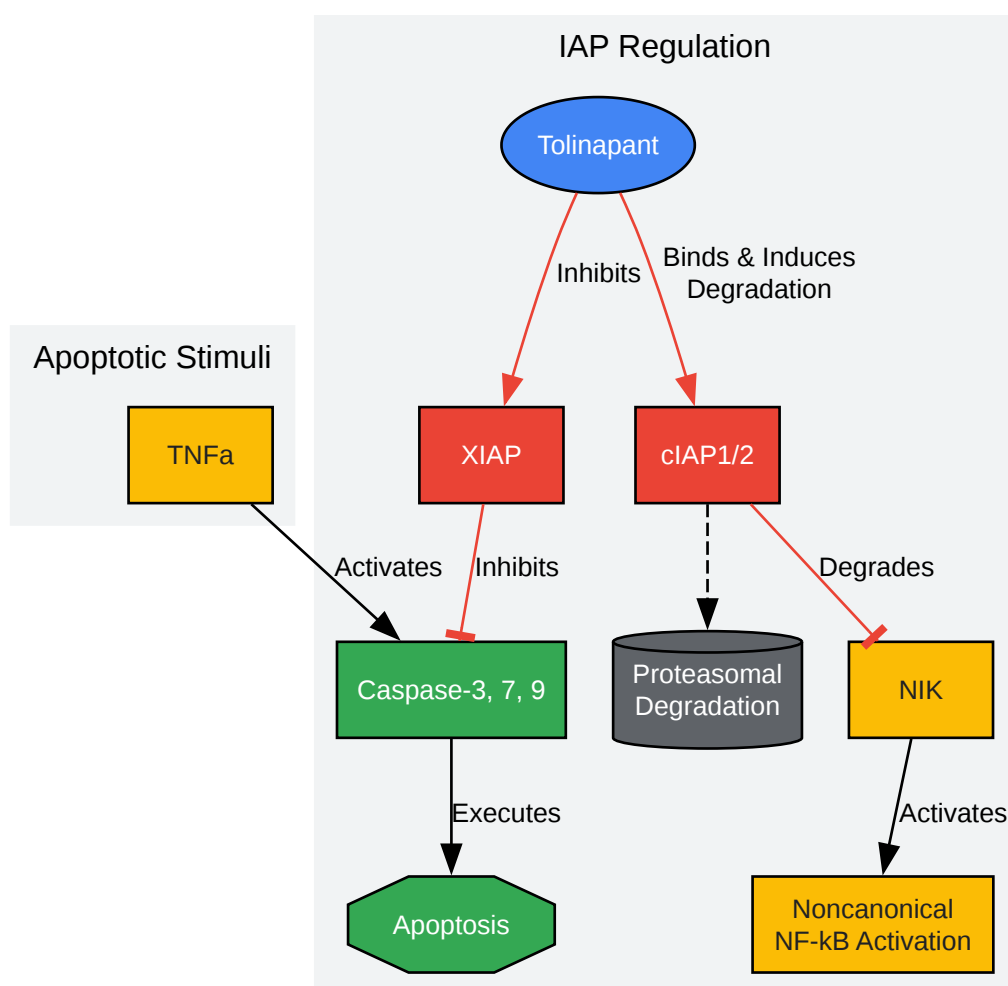 IAP Regulation
Tolinapant
Inhibits
Binds & Induces
Degradation
Apoptotic Stimuli
TNFa
XIAP
cIAP1/2
Activates
Inhibits
Degrades
Caspase-3, 7, 9
Proteasomal
Degradation
NIK
Executes
Activates
Apoptosis
Noncanonical
NF-kB Activation